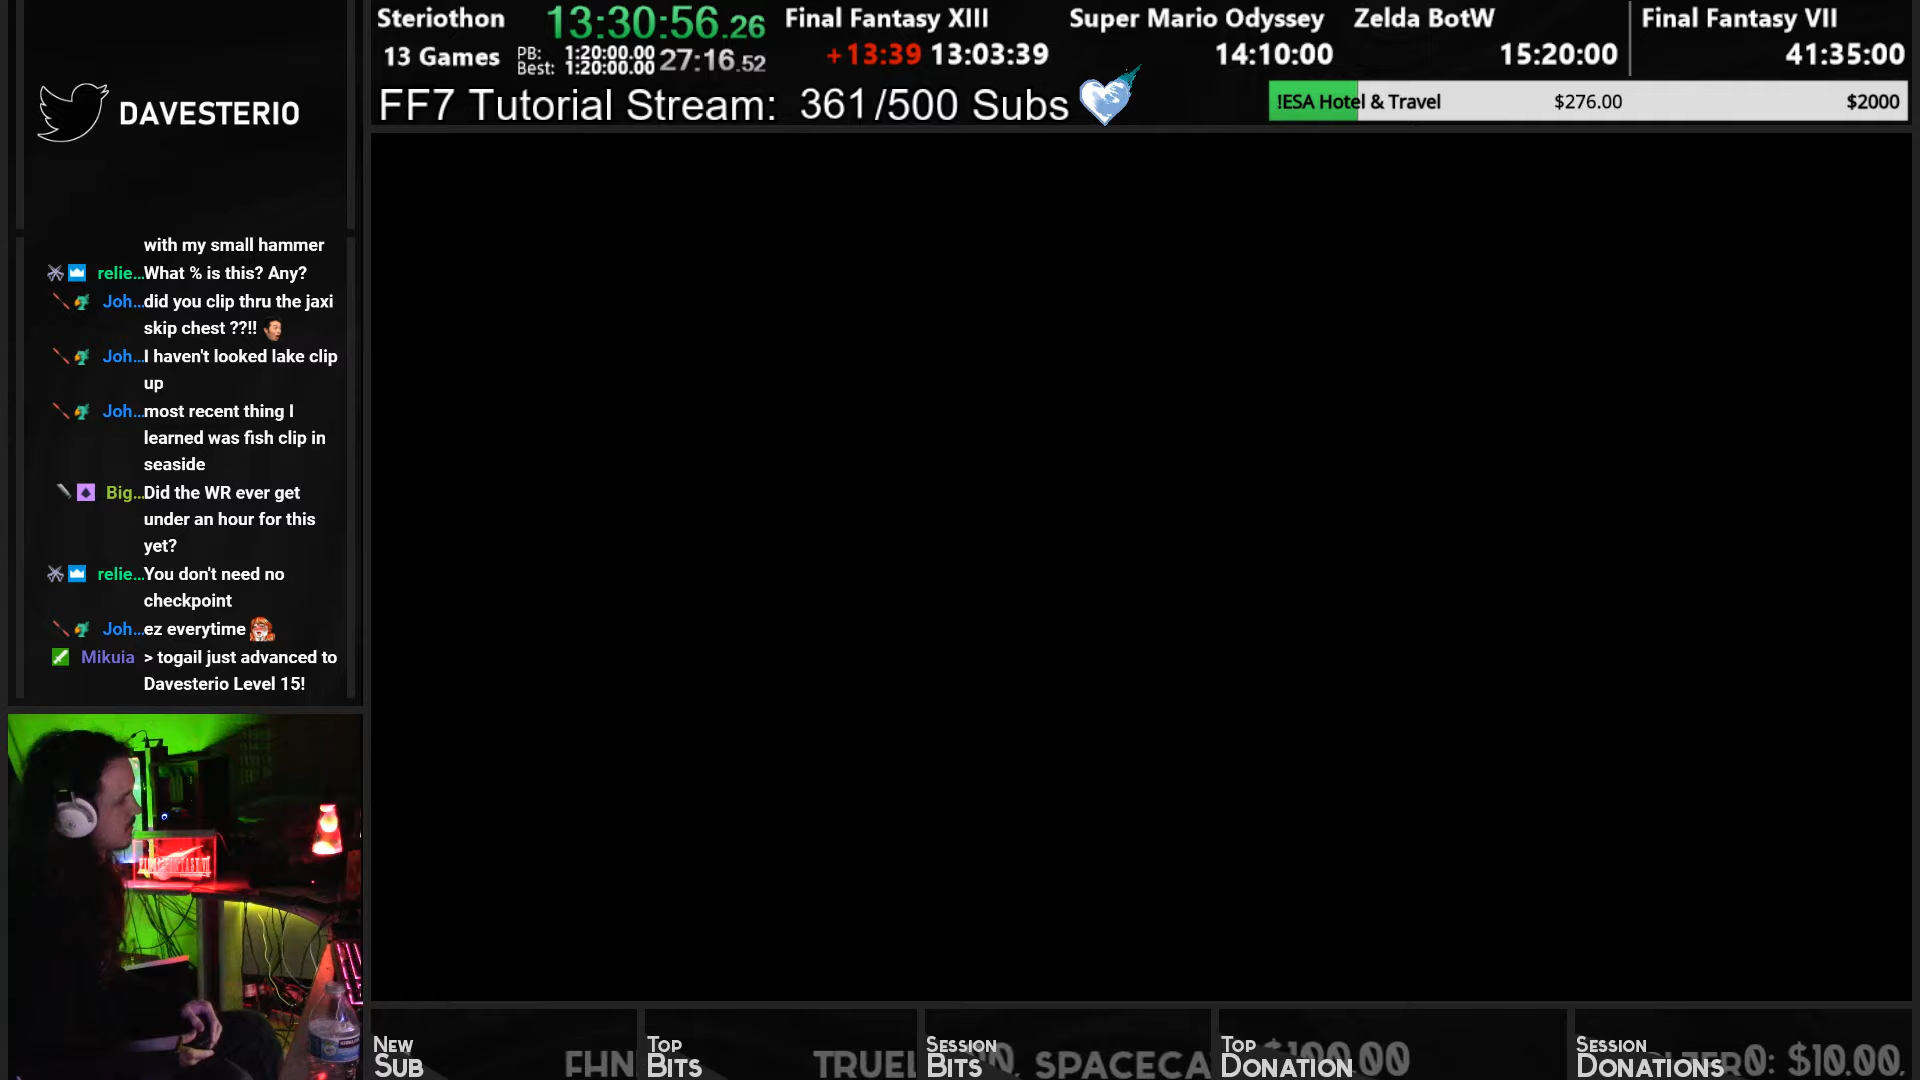 Steriothon 13:30:56.26 Final Fantasy XIII Super Mario Odyssey Zelda BotW Final Fantasy VII
13 Games PB: 1:20:00.00 27:16.52 +13:39 13:03:39 14:10:00 15:20:00 41:35:00
Best: 1:20:00.00
FF7 Tutorial Stream: 361/500 Subs !ESA Hotel & Travel $276.00 $2000
DAVESTERIO
with my small hammer
relie...What % is this? Any?
Joh...did you clip thru the jaxi
skip chest ??!!
Joh...I haven't looked lake clip
up
Joh...most recent thing I
learned was fish clip in
seaside
Big...Did the WR ever get
under an hour for this
yet?
relie...You don't need no
checkpoint
Joh...ez everytime
Mikuia > togail just advanced to
Davesterio Level 15!
NEW
SUB
TOP
BITS
SESSION
BITS SPACECA
TOP
DONATION $100.00
SESSION
DONATIONS $10.00.